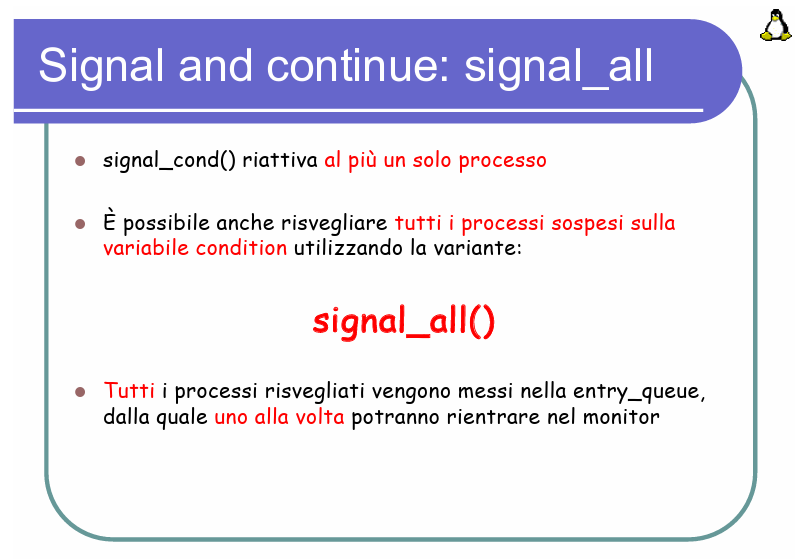 Signal and continue: signal_all
signal_cond() riattiva al più un solo processo
È possibile anche risvegliare tutti i processi sospesi sulla
variabile condition utilizzando la variante:
signal_all()
Tutti i processi risvegliati vengono messi nella entry_queue,
dalla quale uno alla volta potranno rientrare nel monitor